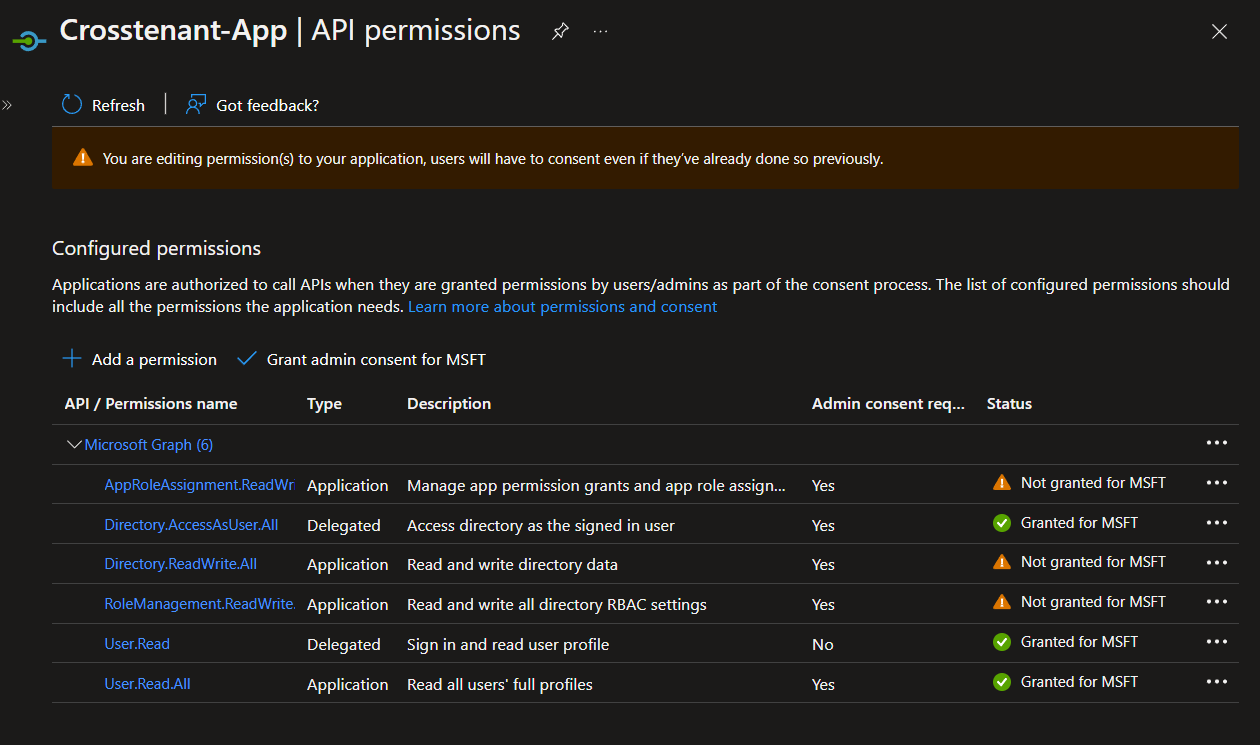 Crosstenant-App | API permissions
Refresh | Got feedback?
You are editing permission(s) to your application, users will have to consent even if they've already done so previously.
Configured permissions
Applications are authorized to call APIs when they are granted permissions by users/admins as part of the consent process. The list of configured permissions should
include all the permissions the application needs. Learn more about permissions and consent
Add a permission Grant admin consent for MSFT
API / Permissions name Type Description Admin consent req... Status
Microsoft Graph (6)
AppRoleAssignment.ReadWri Application Manage app permission grants and app role assign... Yes Not granted for MSFT
Directory.AccessAsUser.All Delegated Access directory as the signed in user Yes Granted for MSFT
Directory.ReadWrite.All Application Read and write directory data Yes Not granted for MSFT
RoleManagement.ReadWrite. Application Read and write all directory RBAC settings Yes Not granted for MSFT
User.Read Delegated Sign in and read user profile No Granted for MSFT
User.Read.All Application Read all users' full profiles Yes Granted for MSFT